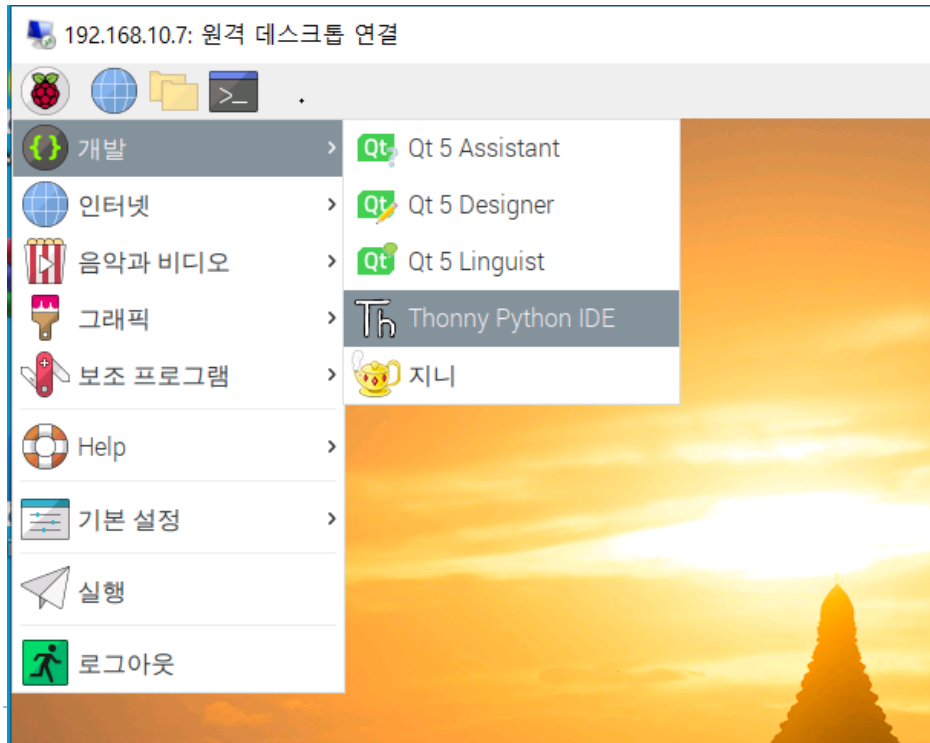 192.168.10.7: 원격 데스크톱 연결
개발
인터넷
음악과 비디오
그래픽
보조 프로그램
Help
기본 설정
실행
로그아웃
Qt 5 Assistant
Qt 5 Designer
Qt 5 Linguist
Thonny Python IDE
지니